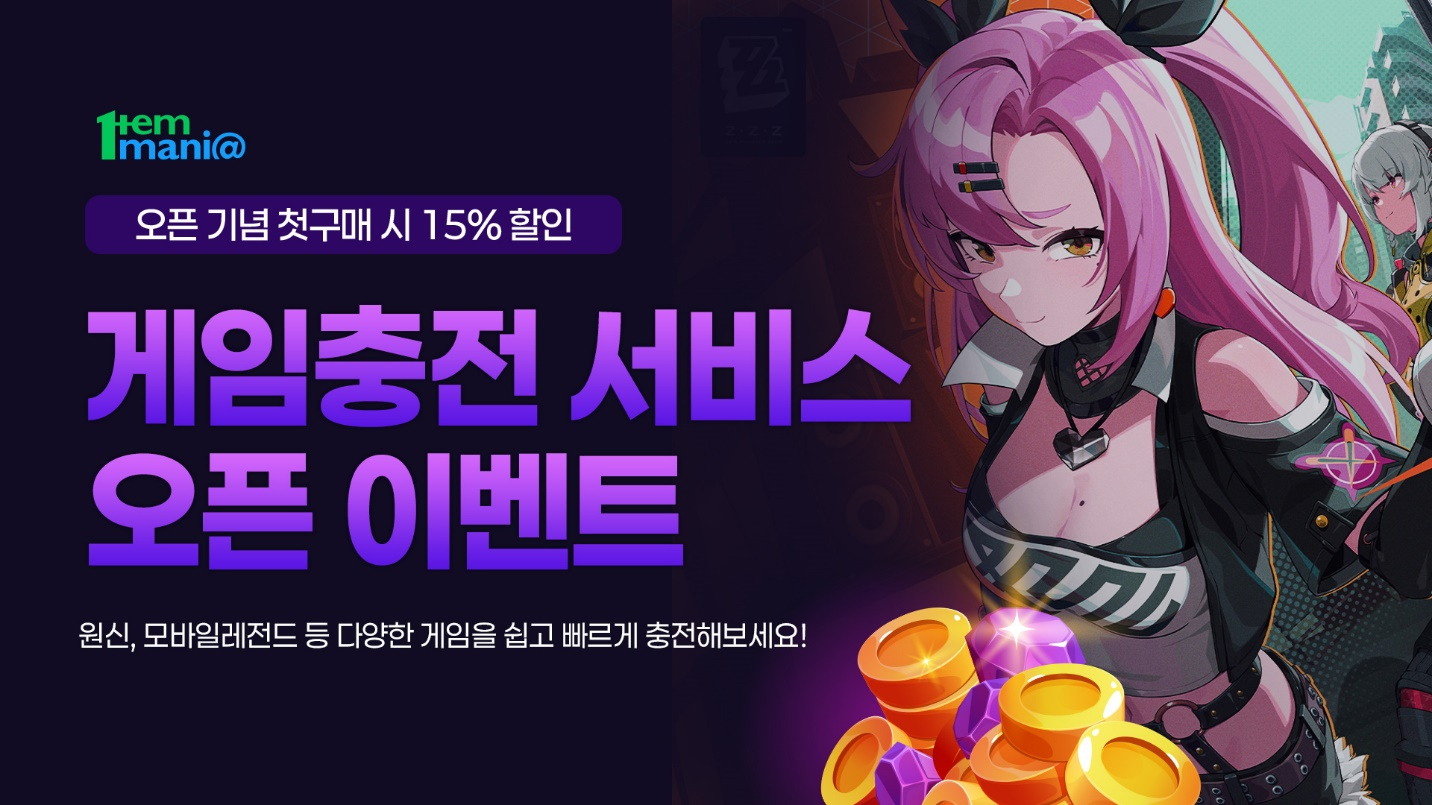 Item
mani@
오픈 기념 첫구매 시 15% 할인
게임충전 서비스
오픈 이벤트
원신, 모바일레전드 등 다양한 게임을 쉽고 빠르게 충전해보세요!